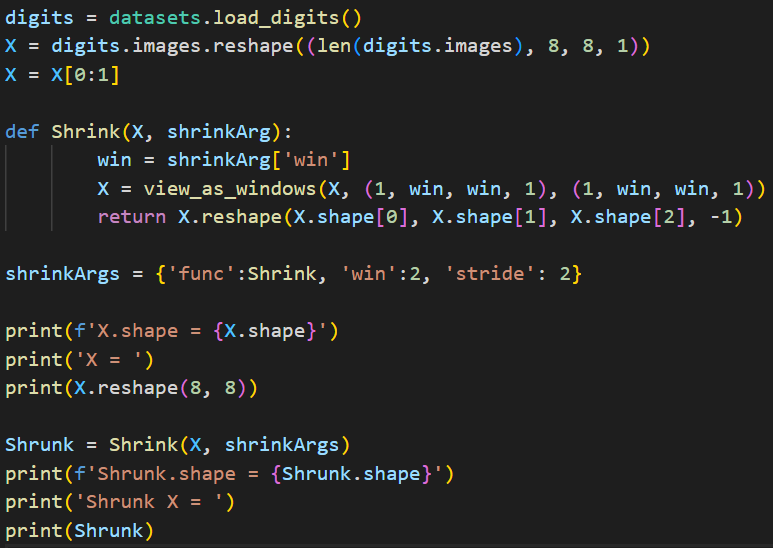 digits = datasets.load_digits()
X = digits.images.reshape((len(digits.images), 8, 8, 1))
X = X[0:1]

def Shrink(X, shrinkArg):
        win = shrinkArg['win']
        X = view_as_windows(X, (1, win, win, 1), (1, win, win, 1))
        return X.reshape(X.shape[0], X.shape[1], X.shape[2], -1)

shrinkArgs = {'func':Shrink, 'win':2, 'stride': 2}

print(f'X.shape = {X.shape}')
print('X = ')
print(X.reshape(8, 8))

Shrunk = Shrink(X, shrinkArgs)
print(f'Shrunk.shape = {Shrunk.shape}')
print('Shrunk X = ')
print(Shrunk)